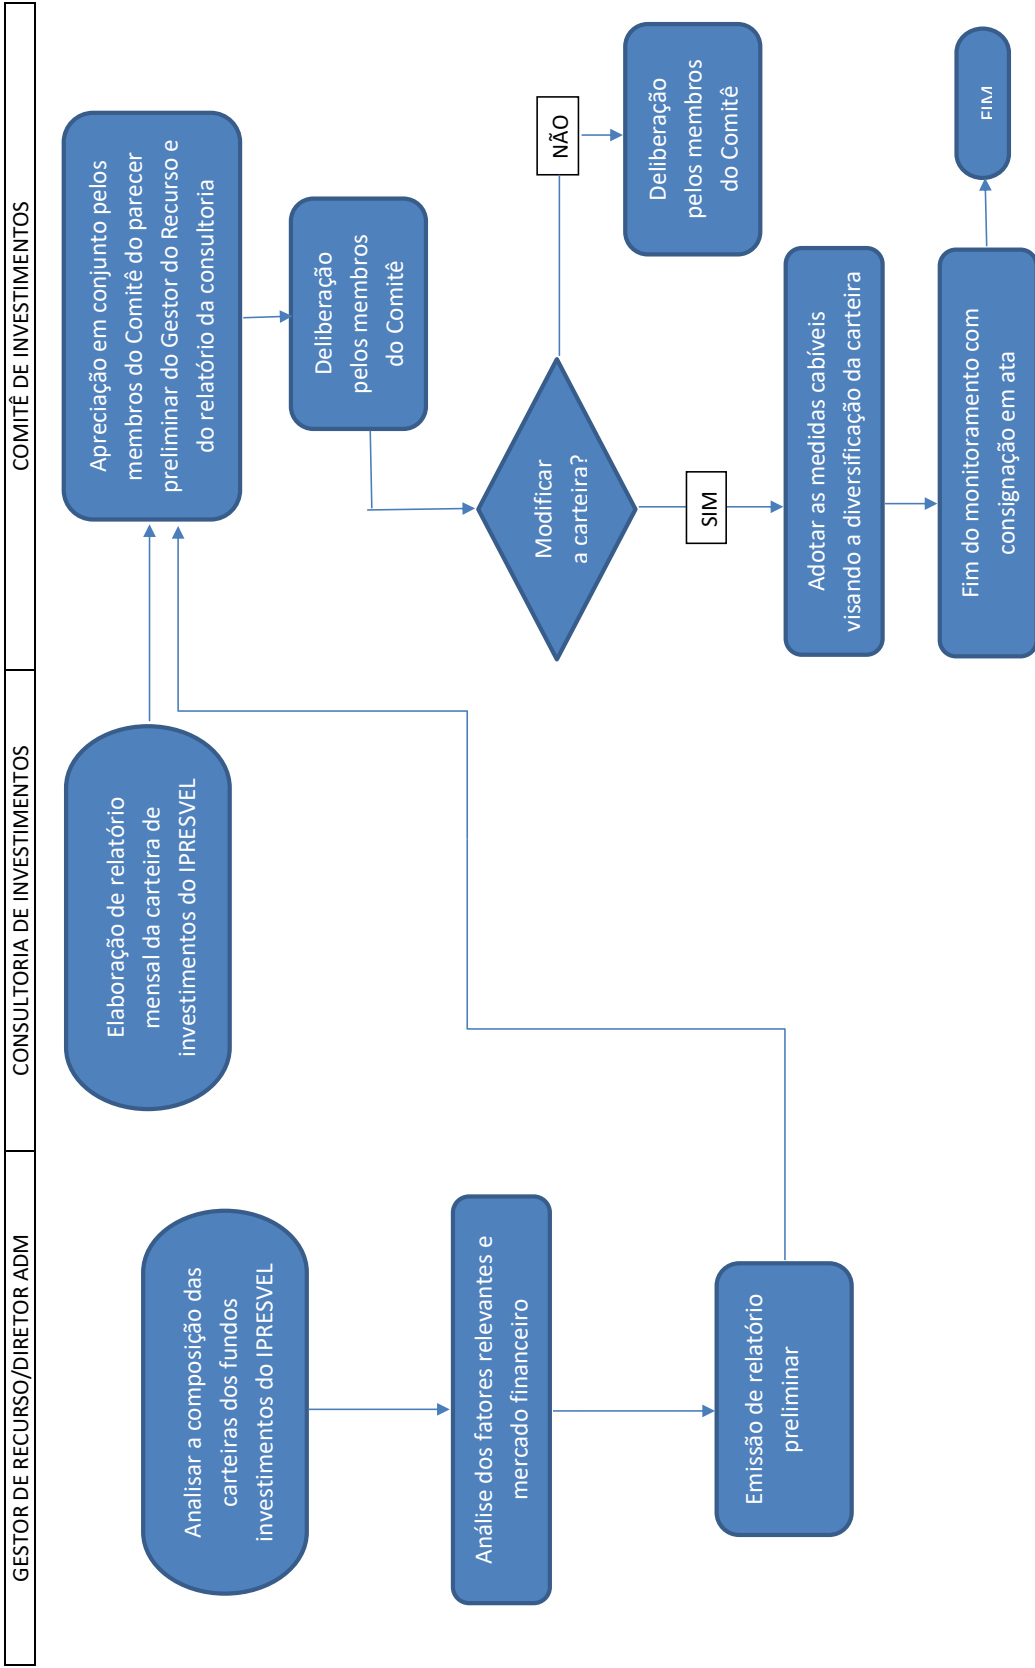 GESTOR DE RECURSO/DIRETOR ADM
CONSULTORIA DE INVESTIMENTOS
COMITÊ DE INVESTIMENTOS
Analisar a composição das
carteiras dos fundos
investimentos do IPRESVEL
Análise dos fatores relevantes e
mercado financeiro
Emissão de relatório
preliminar
Elaboração de relatório
mensal da carteira de
investimentos do IPRESVEL
Apreciação em conjunto pelos
membros do Comitê do parecer
preliminar do Gestor do Recurso e
do relatório da consultoria
Deliberação
pelos membros
do Comitê
Modificar
a carteira?
NÃO
Deliberação
pelos membros
do Comitê
SIM
Adotar as medidas cabíveis
visando a diversificação da carteira
Fim do monitoramento com
consignação em ata
FIM